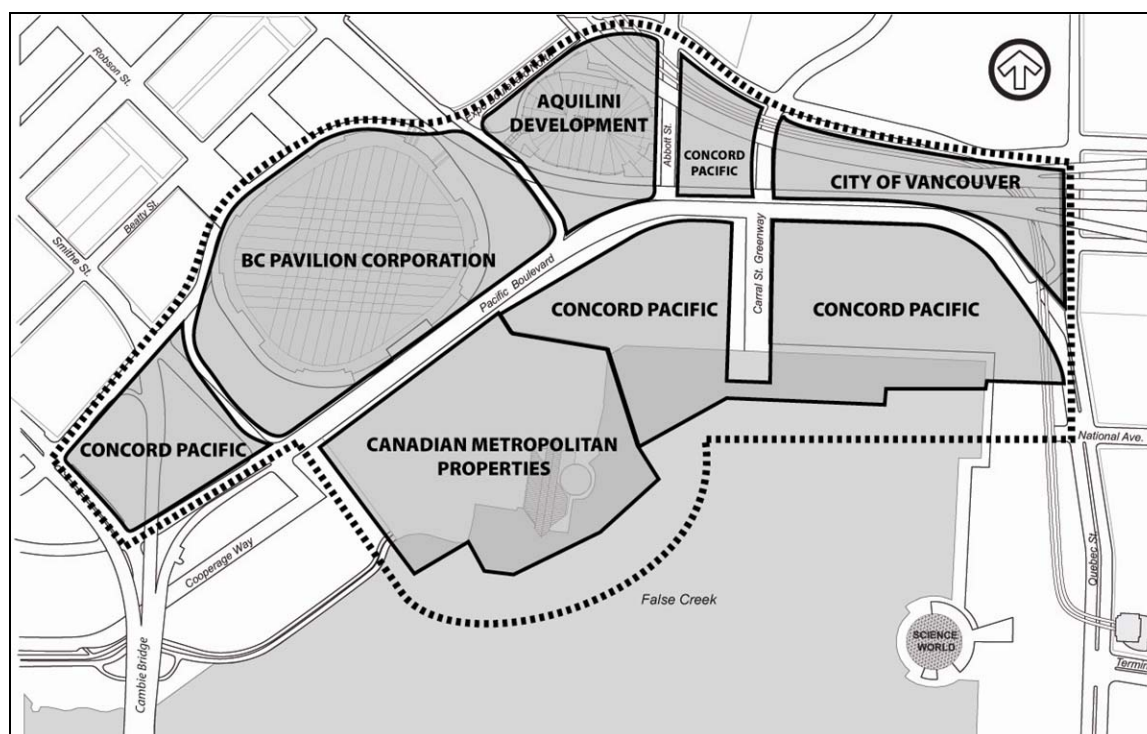 Robson St.
AQUILINI
DEVELOPMENT
Abbott St.
CONCORD
PACIFIC
CITY OF VANCOUVER
Beatty St.
Smithe St.
BC PAVILION CORPORATION
Pacific Boulevard
CONCORD PACIFIC
Carral St. Greenway
CONCORD PACIFIC
CONCORD PACIFIC
CANADIAN METROPOLITAN
PROPERTIES
National Ave.
Cooperage Way
Quebec St.
False Creek
SCIENCE
WORLD
Cambie Bridge
Termin